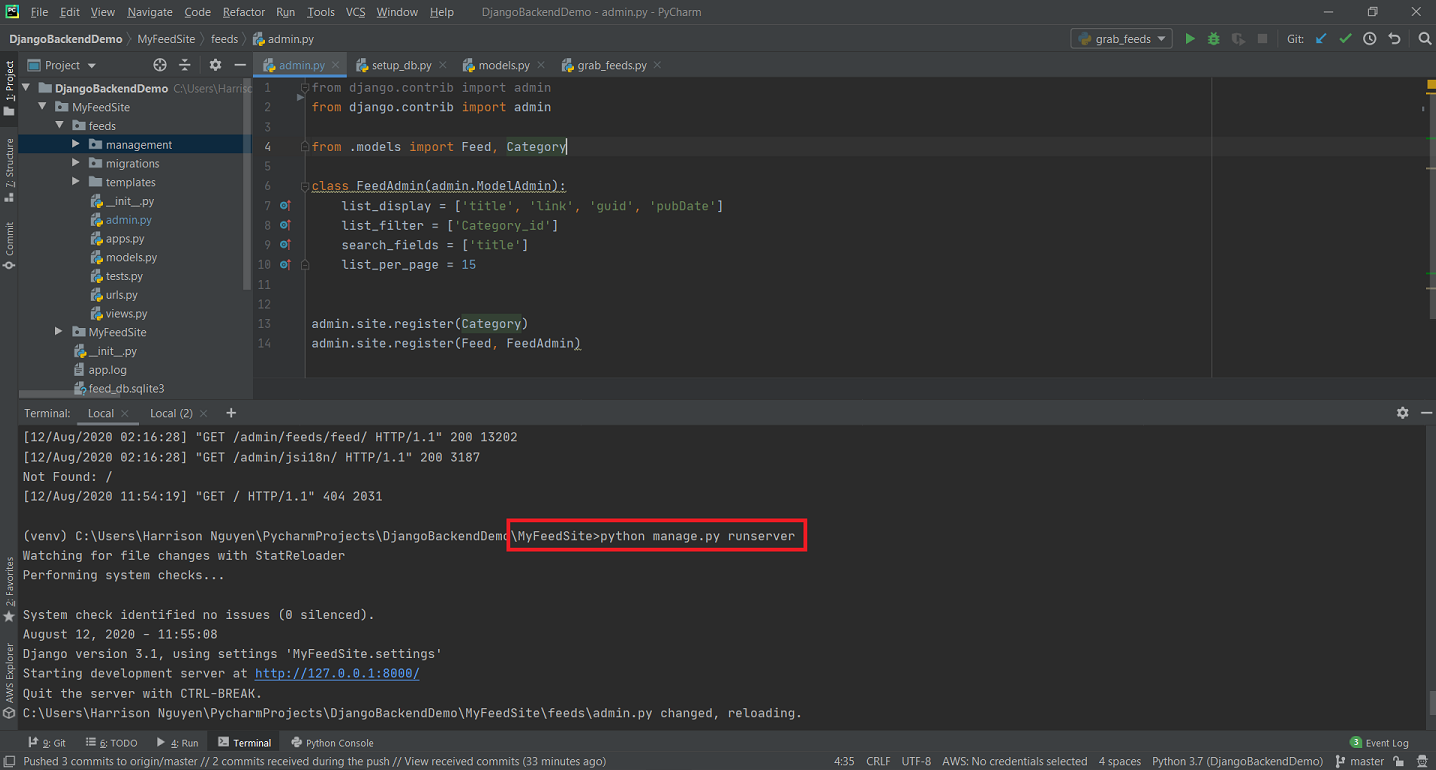 File Edit View Navigate Code Refactor Run Tools VCS Window Help DjangoBackendDemo - admin.py - PyCharm
DjangoBackendDemo MyFeedSite feeds admin.py grab_feeds Git:
Project admin.py setup_db.py models.py grab_feeds.py
1: Project
7: Structure
Commit
2: Favorites
AWS Explorer
DjangoBackendDemo C:\Users\Harrisc
MyFeedSite
feeds
management
migrations
templates
__init__.py
admin.py
apps.py
models.py
tests.py
urls.py
views.py
MyFeedSite
__init__.py
app.log
feed_db.sqlite3
1 from django.contrib import admin
2 from django.contrib import admin
3
4 from .models import Feed, Category
5
6 class FeedAdmin(admin.ModelAdmin):
7 list_display = ['title', 'link', 'guid', 'pubDate']
8 list_filter = ['Category_id']
9 search_fields = ['title']
10 list_per_page = 15
11
12
13 admin.site.register(Category)
14 admin.site.register(Feed, FeedAdmin)
Terminal: Local Local (2) +
[12/Aug/2020 02:16:28] "GET /admin/feeds/feed/ HTTP/1.1" 200 13202
[12/Aug/2020 02:16:28] "GET /admin/jsi18n/ HTTP/1.1" 200 3187
Not Found: /
[12/Aug/2020 11:54:19] "GET / HTTP/1.1" 404 2031
(venv) C:\Users\Harrison Nguyen\PycharmProjects\DjangoBackendDemo\MyFeedSite>python manage.py runserver
Watching for file changes with StatReloader
Performing system checks...
System check identified no issues (0 silenced).
August 12, 2020 - 11:55:08
Django version 3.1, using settings 'MyFeedSite.settings'
Starting development server at http://127.0.0.1:8000/
Quit the server with CTRL-BREAK.
C:\Users\Harrison Nguyen\PycharmProjects\DjangoBackendDemo\MyFeedSite\feeds\admin.py changed, reloading.
9: Git 6: TODO 4: Run Terminal Python Console 3 Event Log
Pushed 3 commits to origin/master // 2 commits received during the push // View received commits (33 minutes ago) 4:35 CRLF UTF-8 AWS: No credentials selected 4 spaces Python 3.7 (DjangoBackendDemo) master